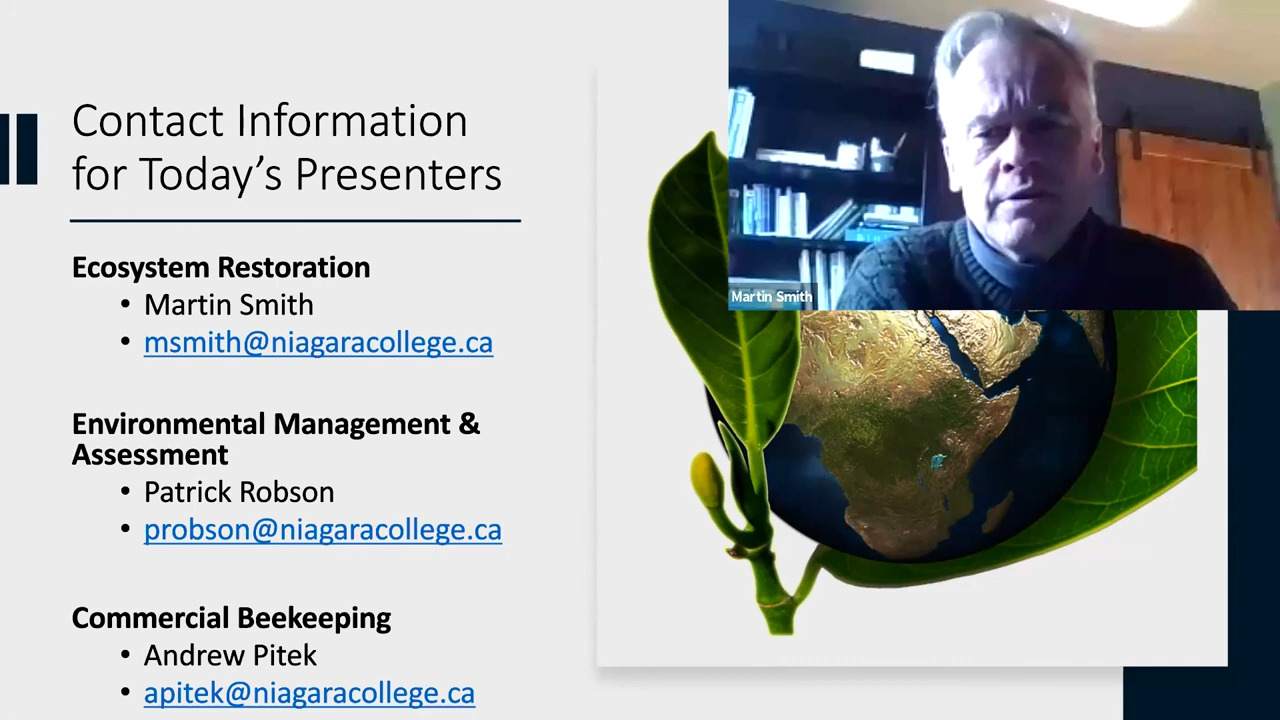 Contact Information
for Today’s Presenters
Ecosystem Restoration
• Martin Smith
• msmith@niagaracollege.ca
Environmental Management &
Assessment
• Patrick Robson
• probson@niagaracollege.ca
Commercial Beekeeping
• Andrew Pitek
• apitek@niagaracollege.ca
Martin Smith